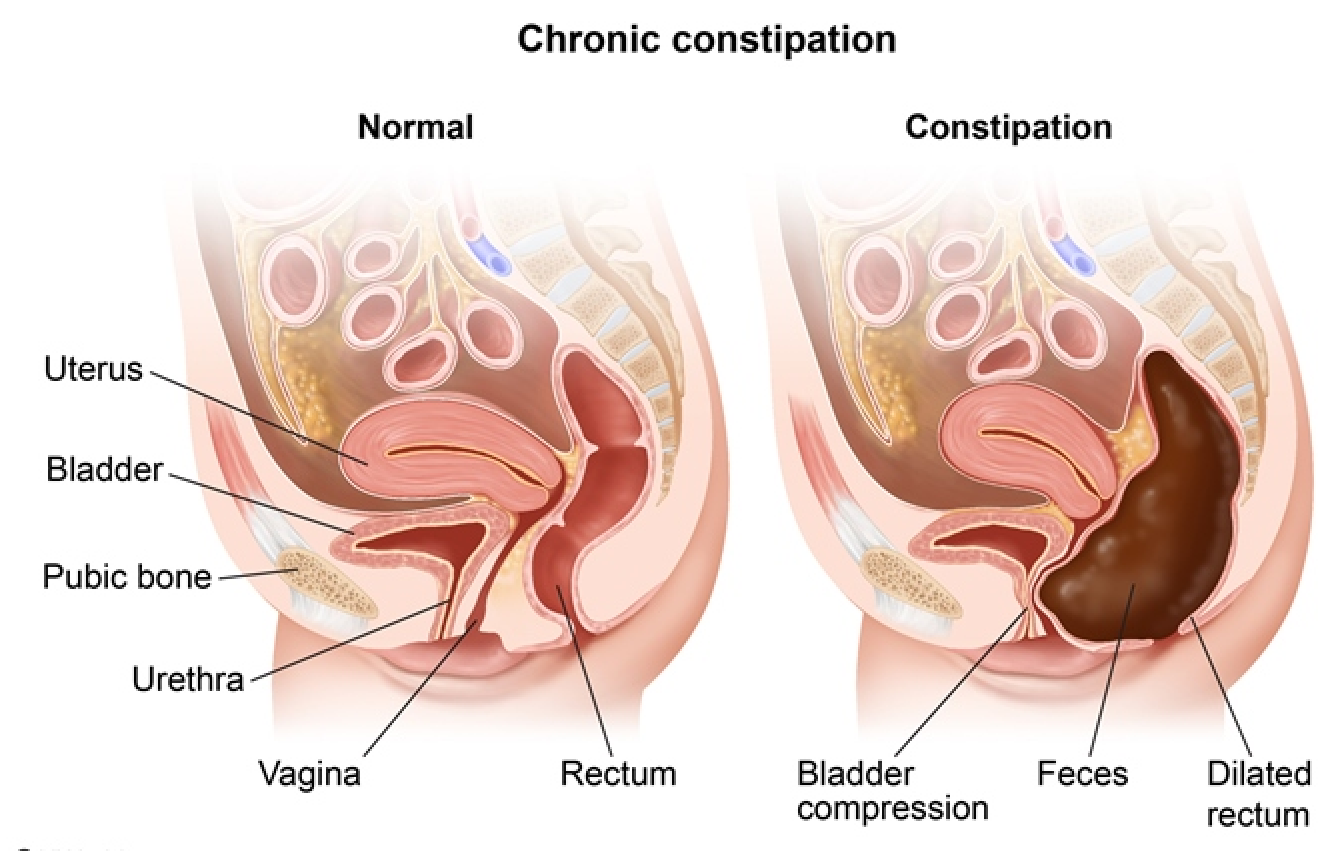 Chronic constipation
Normal
Constipation
Uterus
Bladder
Pubic bone
Urethra
Vagina
Rectum
Bladder
compression
Feces
Dilated
rectum